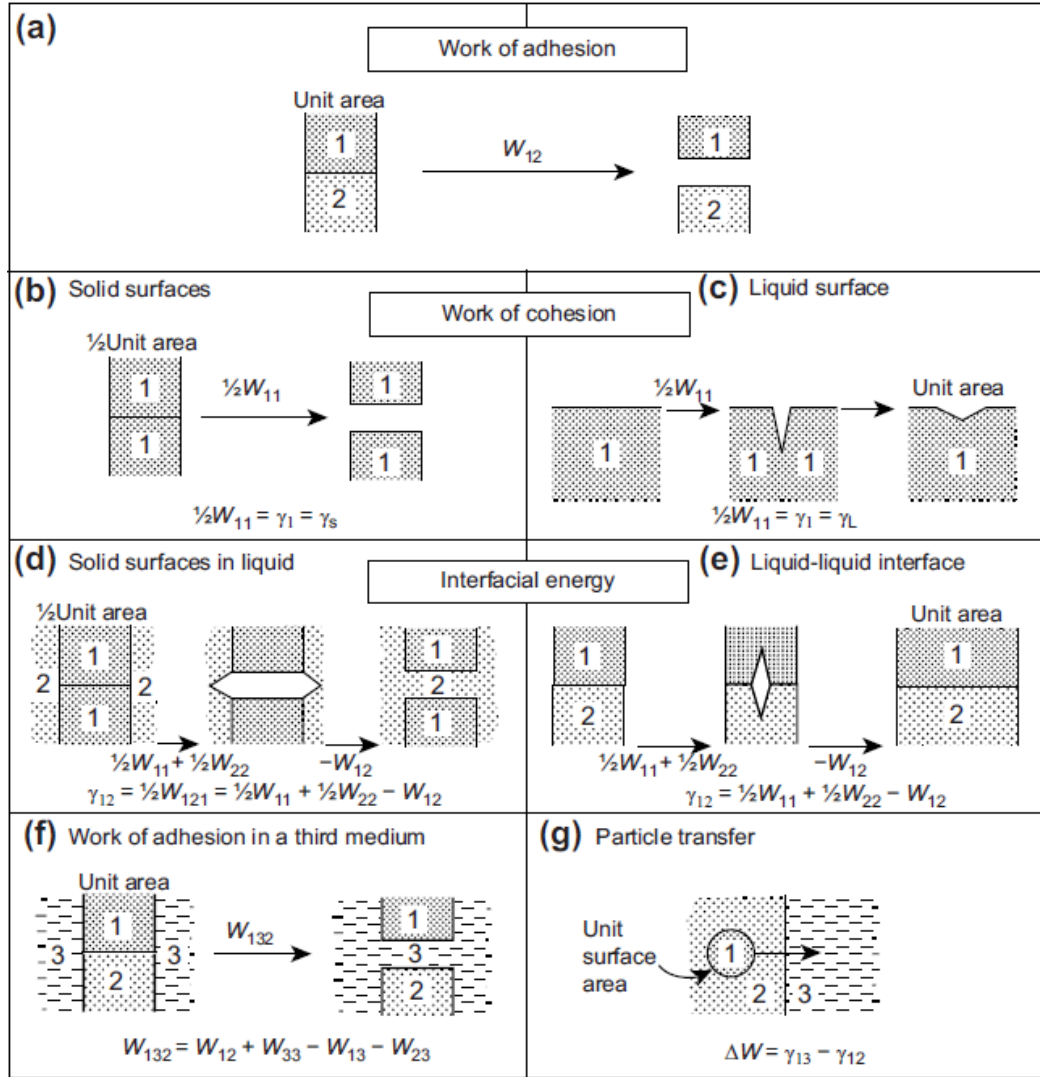 (a)
Work of adhesion
Unit area
1
2
W₁₂
1
2
(b) Solid surfaces
Work of cohesion
(c) Liquid surface
½Unit area
1
1
½W₁₁
1
1
½W₁₁ = γ₁ = γₛ
1
½W₁₁
1 1
Unit area
1
½W₁₁ = γ₁ = γL
(d) Solid surfaces in liquid
Interfacial energy
(e) Liquid-liquid interface
½Unit area
1
2 2
1
1
2
1
½W₁₁ + ½W₂₂ −W₁₂
γ₁₂ = ½W₁₂₁ = ½W₁₁ + ½W₂₂ − W₁₂
1
2
Unit area
1
2
½W₁₁ + ½W₂₂ −W₁₂
γ₁₂ = ½W₁₁ + ½W₂₂ − W₁₂
(f) Work of adhesion in a third medium
Unit area
1
3 3
2
W₁₃₂
1
3
2
W₁₃₂ = W₁₂ + W₃₃ − W₁₃ − W₂₃
(g) Particle transfer
Unit
surface
area
1
2 3
ΔW = γ₁₃ − γ₁₂